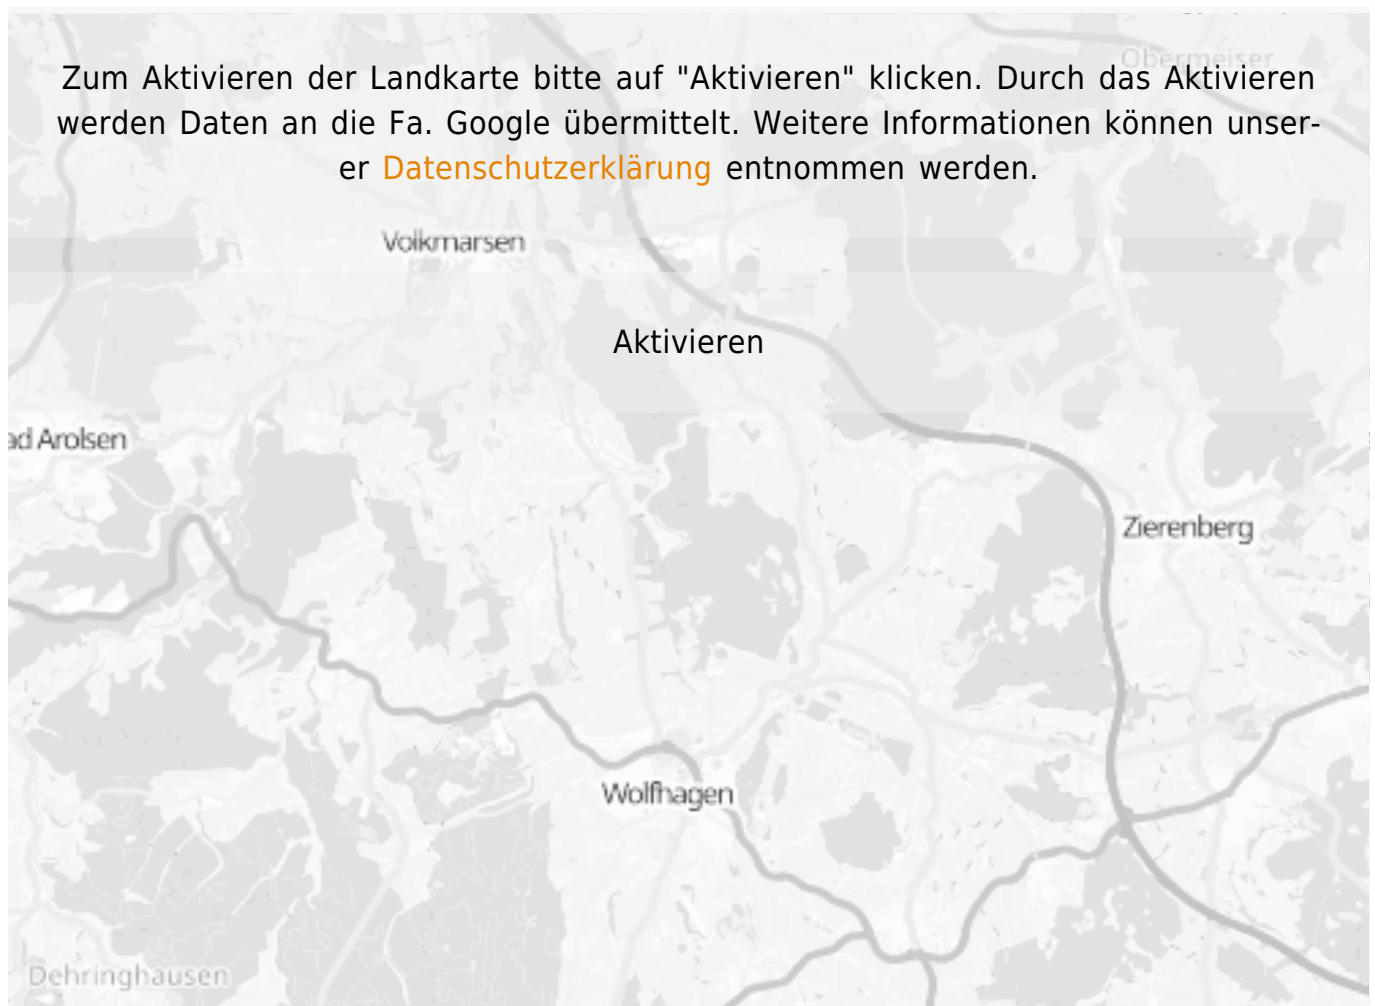 Obermeiser
Zum Aktivieren der Landkarte bitte auf "Aktivieren" klicken. Durch das Aktivieren
werden Daten an die Fa. Google übermittelt. Weitere Informationen können unser-
er Datenschutzerklärung entnommen werden.
Volkmarsen
Aktivieren
ad Arolsen
Zierenberg
Wolfhagen
Dehringhausen